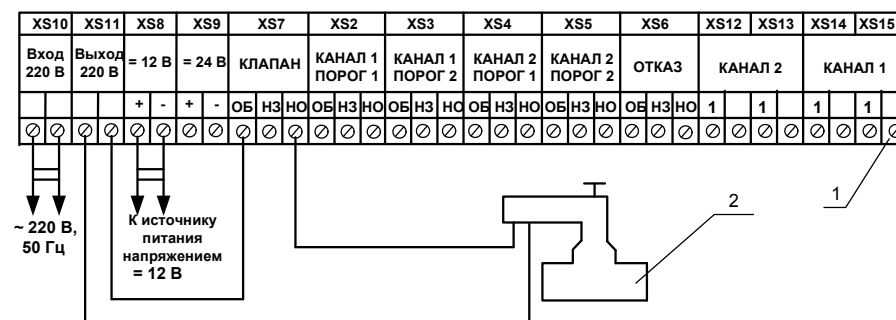 XS10 XS11 XS8 XS9 XS7 XS2 XS3 XS4 XS5 XS6 XS12 XS13 XS14 XS15
Вход 220 В
Выход 220 В
= 12 В
= 24 В
КЛАПАН
КАНАЛ 1 ПОРОГ 1
КАНАЛ 1 ПОРОГ 2
КАНАЛ 2 ПОРОГ 1
КАНАЛ 2 ПОРОГ 2
ОТКАЗ
КАНАЛ 2
КАНАЛ 1
+ - + - ОБ НЗ НО ОБ НЗ НО ОБ НЗ НО ОБ НЗ НО ОБ НЗ НО ОБ НЗ НО 1 1 1 1
~ 220 В,
50 Гц
К источнику
питания
напряжением
= 12 В
2
1